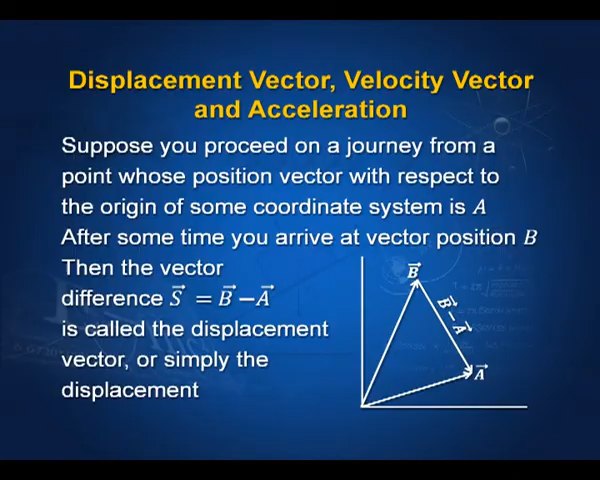 Displacement Vector, Velocity Vector
and Acceleration
Suppose you proceed on a journey from a
point whose position vector with respect to
the origin of some coordinate system is A
After some time you arrive at vector position B
Then the vector
difference S⃗ = B⃗ – A⃗
is called the displacement
vector, or simply the
displacement
B⃗
B⃗ – A⃗
A⃗